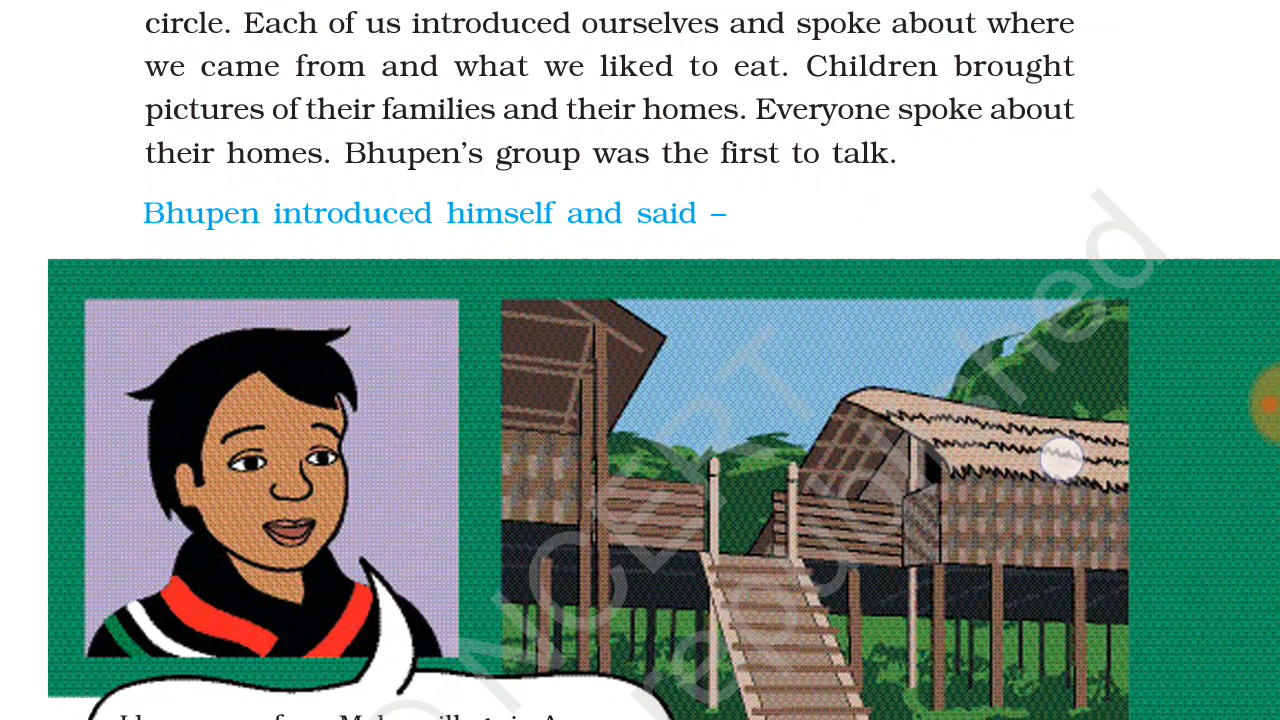 circle. Each of us introduced ourselves and spoke about where
we came from and what we liked to eat. Children brought
pictures of their families and their homes. Everyone spoke about
their homes. Bhupen's group was the first to talk.
Bhupen introduced himself and said –
NCERT
republished